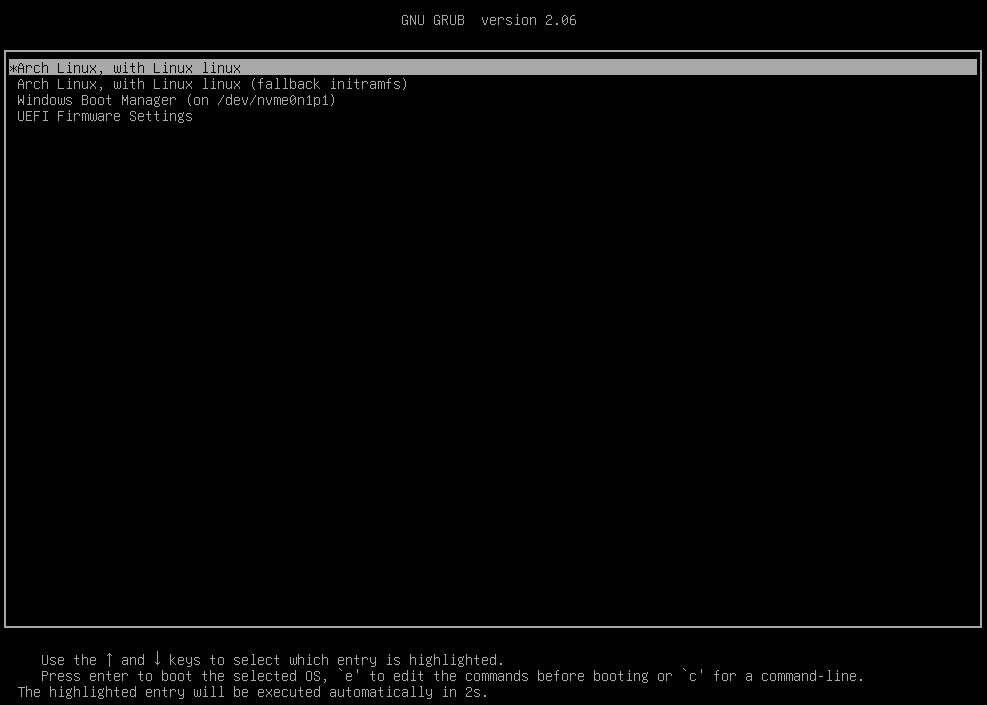 GNU GRUB  version 2.06
*Arch Linux, with Linux linux
Arch Linux, with Linux linux (fallback initramfs)
Windows Boot Manager (on /dev/nvme0n1p1)
UEFI Firmware Settings
Use the ↑ and ↓ keys to select which entry is highlighted.
Press enter to boot the selected OS, `e' to edit the commands before booting or `c' for a command-line.
The highlighted entry will be executed automatically in 2s.